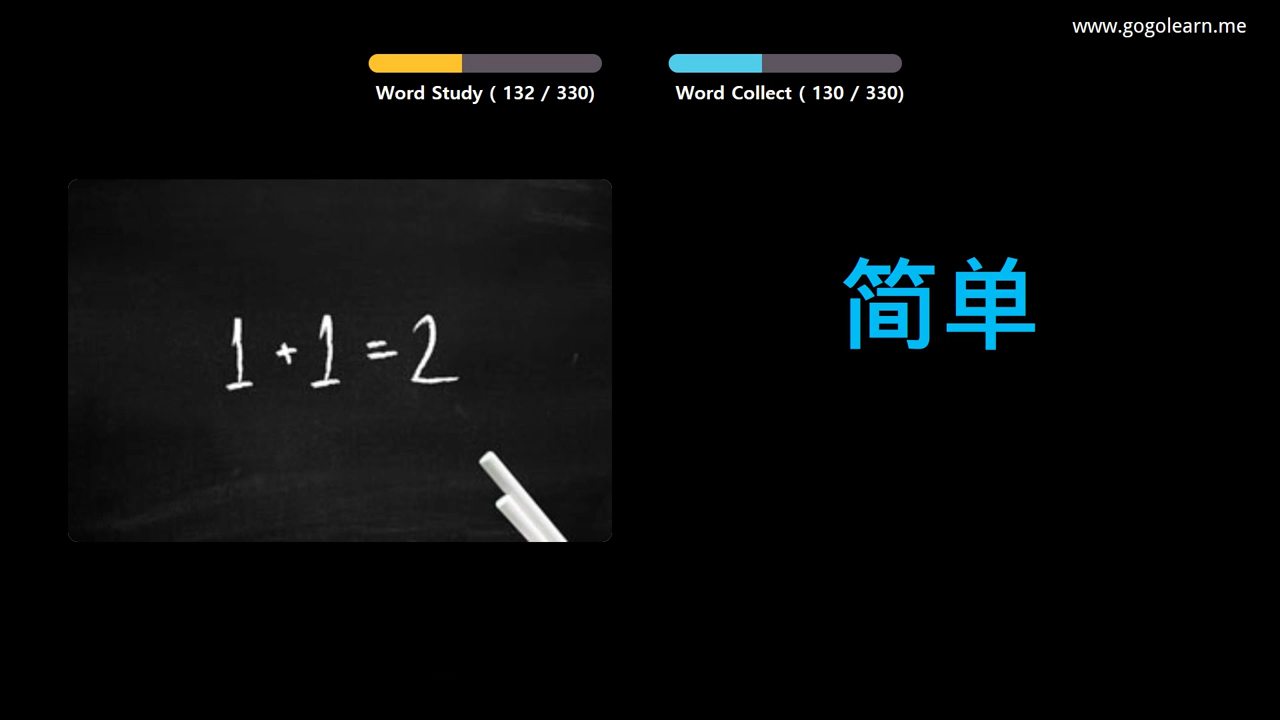 www.gogolearn.me
Word Study ( 132 / 330)
Word Collect ( 130 / 330)
简单
1 + 1 = 2